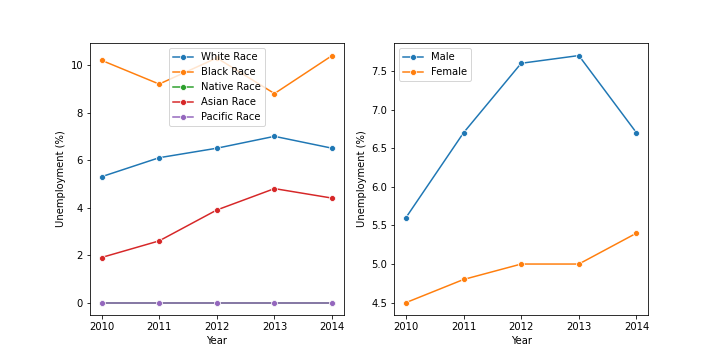 White Race
Black Race
Native Race
Asian Race
Pacific Race
10
8
6
4
2
0
Unemployment (%)
2010 2011 2012 2013 2014
Year
Male
Female
7.5
7.0
6.5
6.0
5.5
5.0
4.5
Unemployment (%)
2010 2011 2012 2013 2014
Year